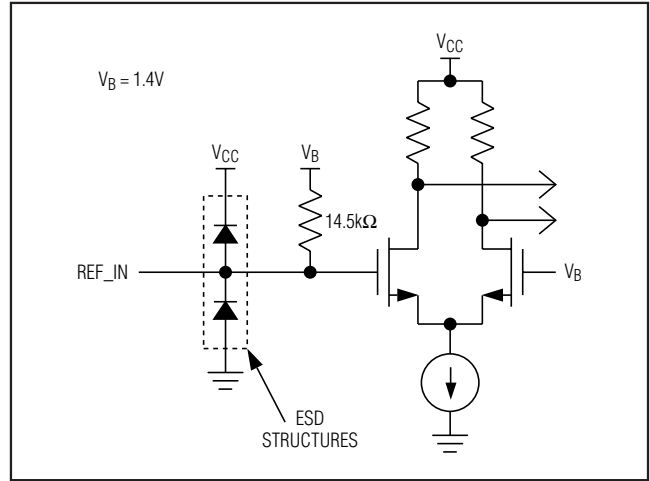 V_CC
V_B = 1.4V
V_CC
V_B
14.5kΩ
REF_IN
V_B
ESD
STRUCTURES